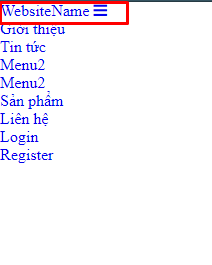 WebsiteName ☰
Giới thiệu
Tin tức
Menu2
Menu2
Sản phẩm
Liên hệ
Login
Register